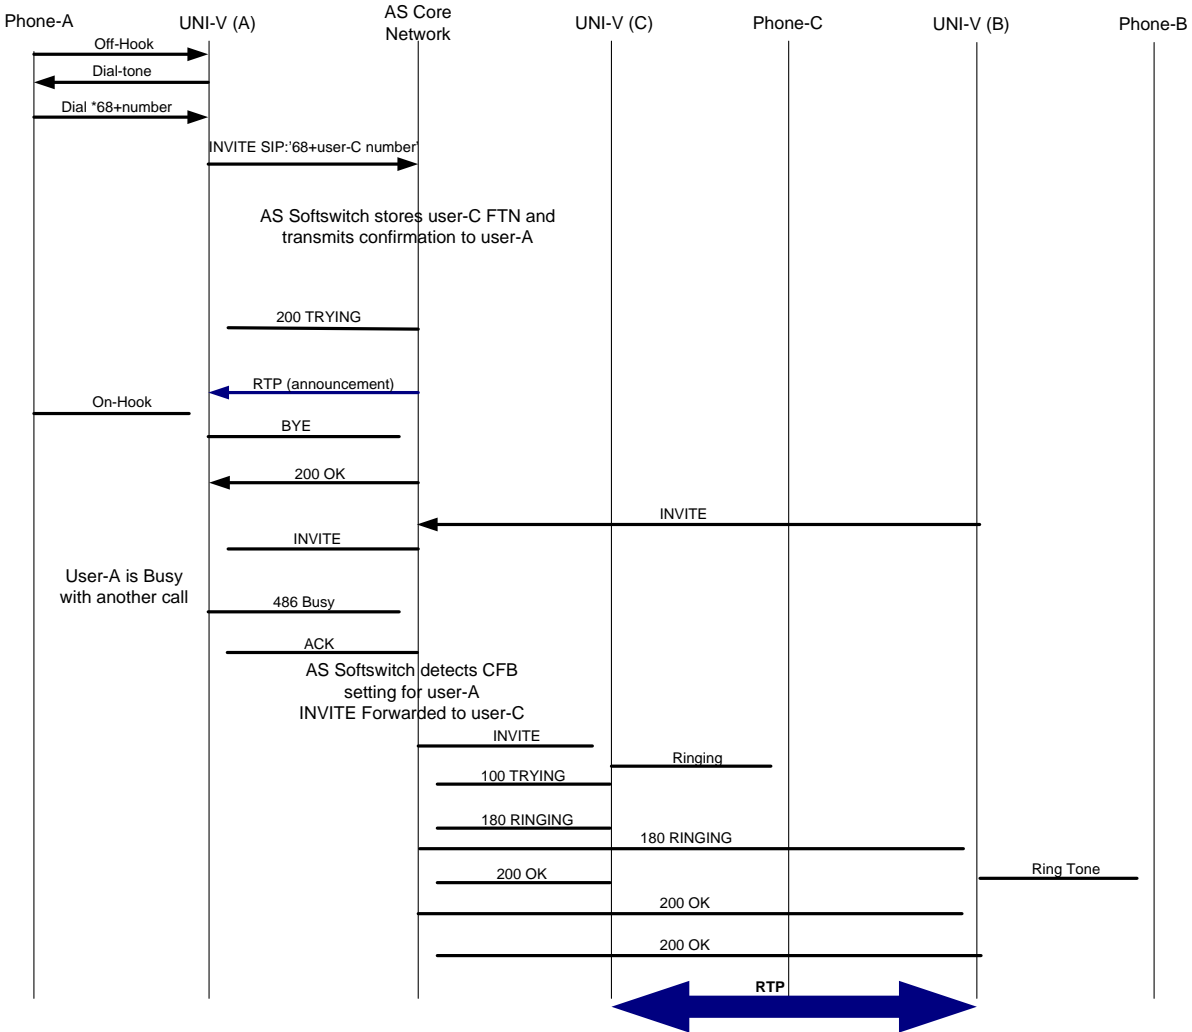 Phone-A
UNI-V (A)
AS Core
Network
UNI-V (C)
Phone-C
UNI-V (B)
Phone-B
Off-Hook
Dial-tone
Dial *68+number
INVITE SIP:'68+user-C number'
AS Softswitch stores user-C FTN and
transmits confirmation to user-A
200 TRYING
RTP (announcement)
On-Hook
BYE
200 OK
INVITE
INVITE
User-A is Busy
with another call
486 Busy
ACK
AS Softswitch detects CFB
setting for user-A
INVITE Forwarded to user-C
INVITE
Ringing
100 TRYING
180 RINGING
180 RINGING
Ring Tone
200 OK
200 OK
200 OK
RTP